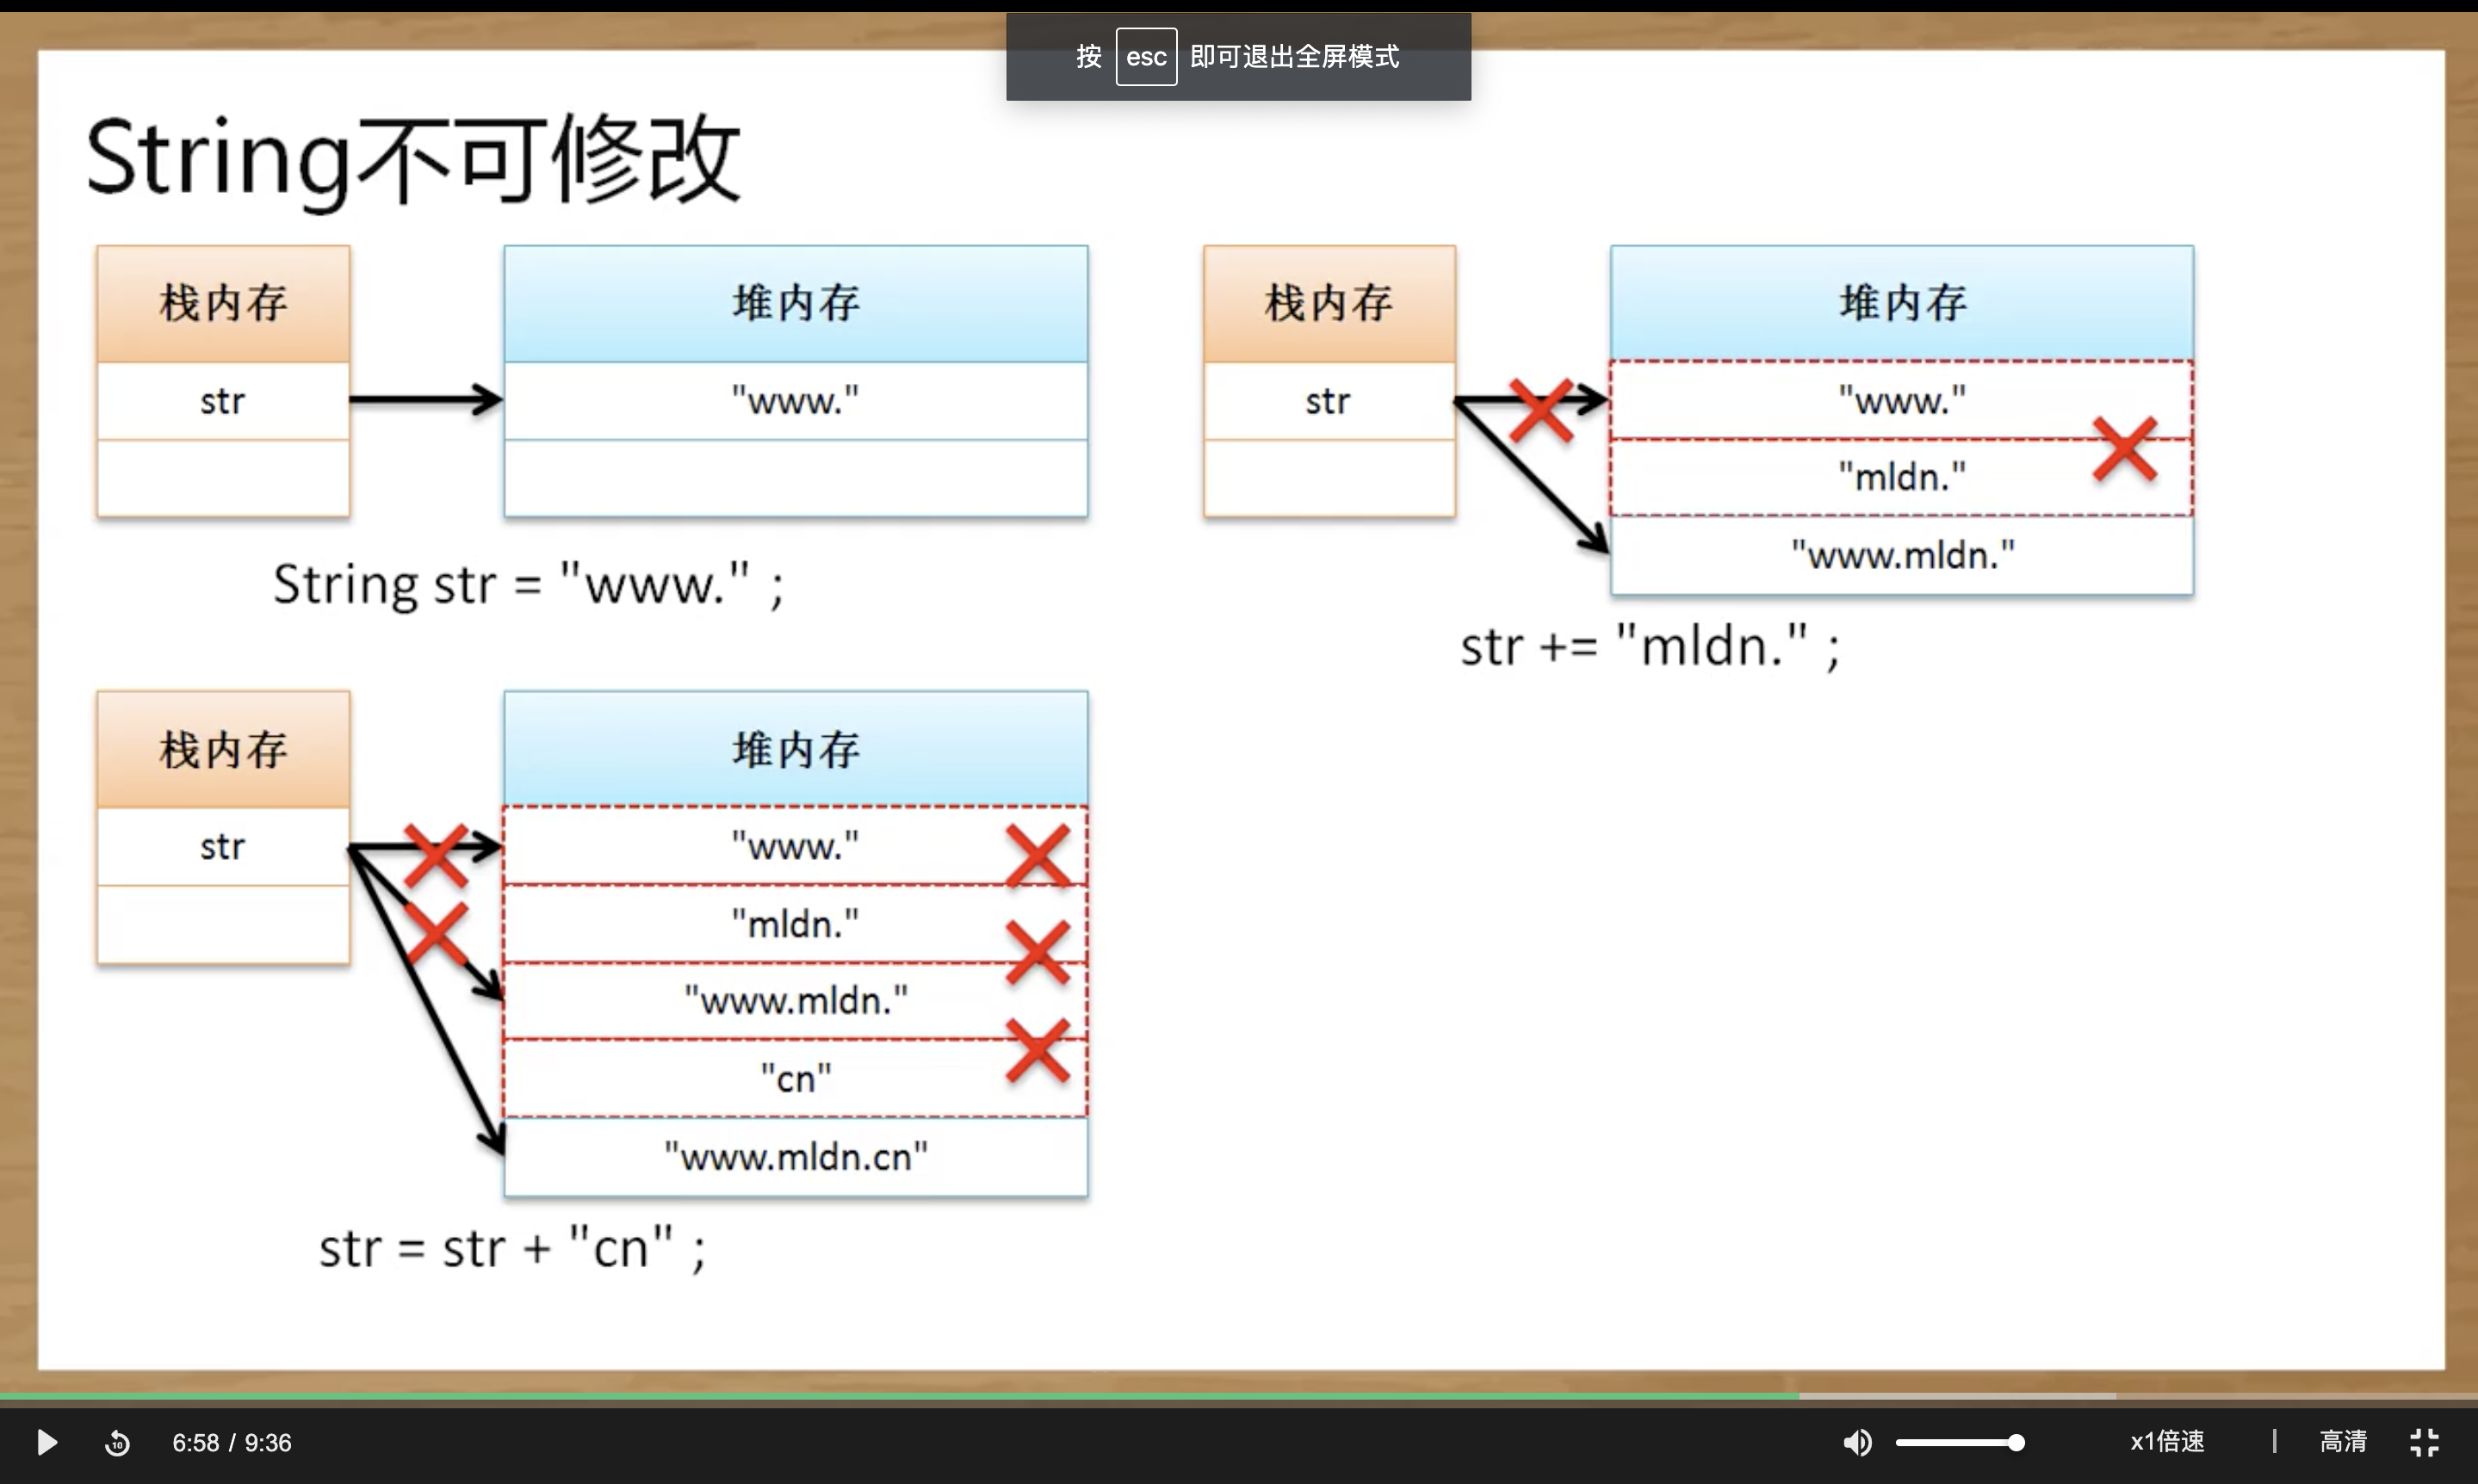 按 esc 即可退出全屏模式
String不可修改
栈内存
堆内存
str
"www."
String str = "www." ;
栈内存
堆内存
str
"www."
"mldn."
"www.mldn."
str += "mldn." ;
栈内存
堆内存
str
"www."
"mldn."
"www.mldn."
"cn"
"www.mldn.cn"
str = str + "cn" ;
10
6:58 / 9:36
x1倍速
高清